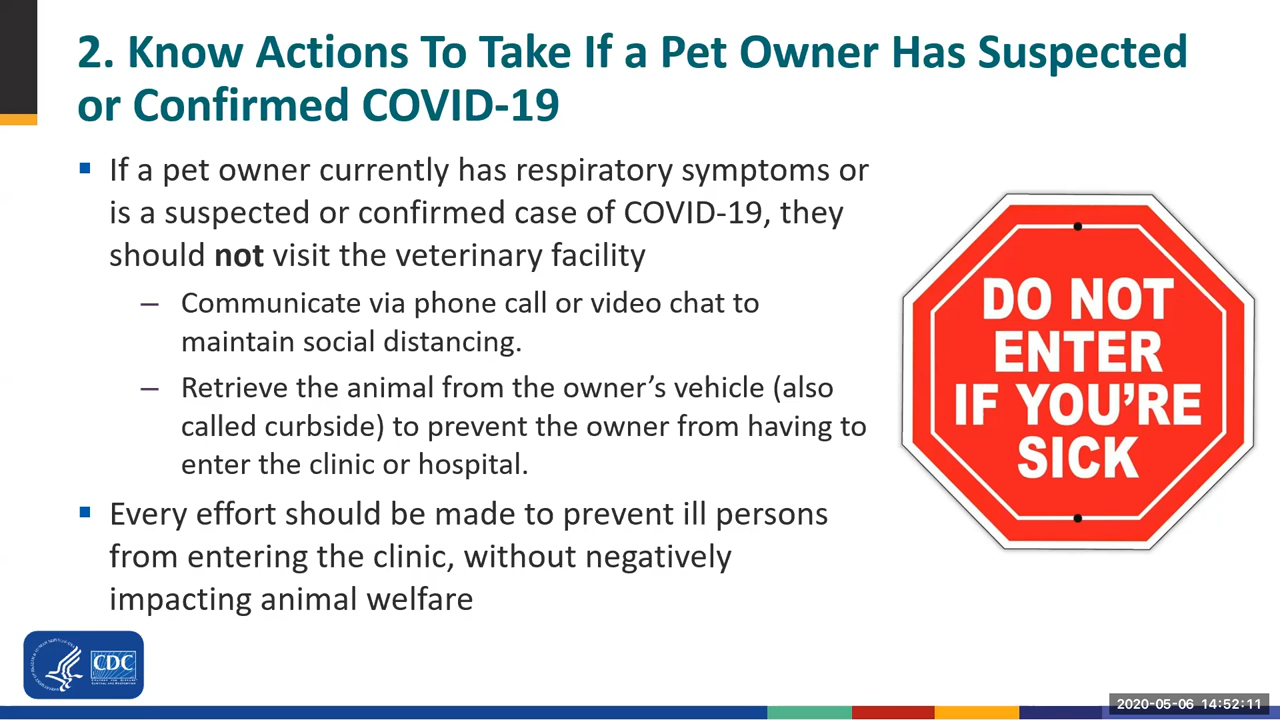 2. Know Actions To Take If a Pet Owner Has Suspected
or Confirmed COVID-19
▪ If a pet owner currently has respiratory symptoms or
is a suspected or confirmed case of COVID-19, they
should not visit the veterinary facility
– Communicate via phone call or video chat to
maintain social distancing.
– Retrieve the animal from the owner’s vehicle (also
called curbside) to prevent the owner from having to
enter the clinic or hospital.
▪ Every effort should be made to prevent ill persons
from entering the clinic, without negatively
impacting animal welfare
DO NOT
ENTER
IF YOU’RE
SICK
CDC
2020-05-06 14:52:11